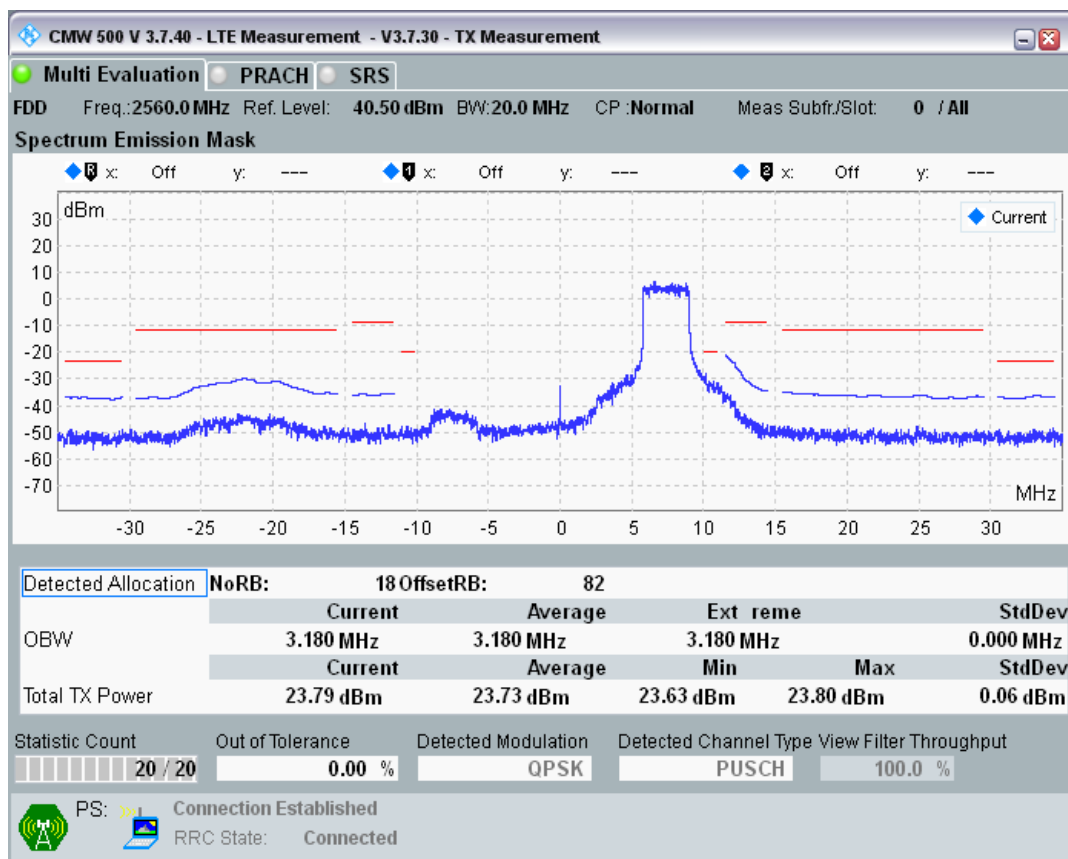 CMW 500 V 3.7.40 - LTE Measurement - V3.7.30 - TX Measurement
Multi Evaluation PRACH SRS
FDD Freq.:2560.0 MHz Ref. Level: 40.50 dBm BW:20.0 MHz CP :Normal Meas Subfr./Slot: 0 / All
Spectrum Emission Mask
R x: Off y: --- 1 x: Off y: --- 2 x: Off y: ---
dBm
Current
30
20
10
0
-10
-20
-30
-40
-50
-60
-70
MHz
-30 -25 -20 -15 -10 -5 0 5 10 15 20 25 30
Detected Allocation NoRB: 18 OffsetRB: 82
Current Average Ext reme StdDev
OBW 3.180 MHz 3.180 MHz 3.180 MHz 0.000 MHz
Current Average Min Max StdDev
Total TX Power 23.79 dBm 23.73 dBm 23.63 dBm 23.80 dBm 0.06 dBm
Statistic Count Out of Tolerance Detected Modulation Detected Channel Type View Filter Throughput
20 / 20 0.00 % QPSK PUSCH 100.0 %
PS: Connection Established
RRC State: Connected